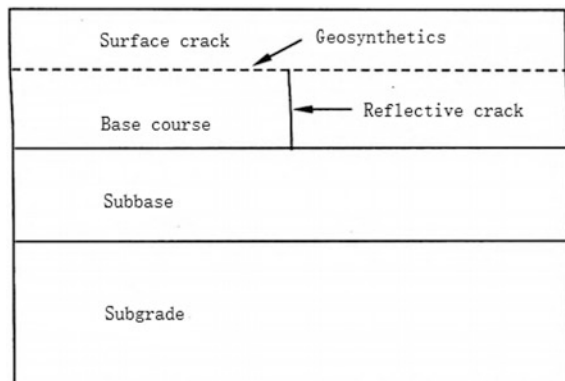 Surface crack
Geosynthetics
Base course
Reflective crack
Subbase
Subgrade